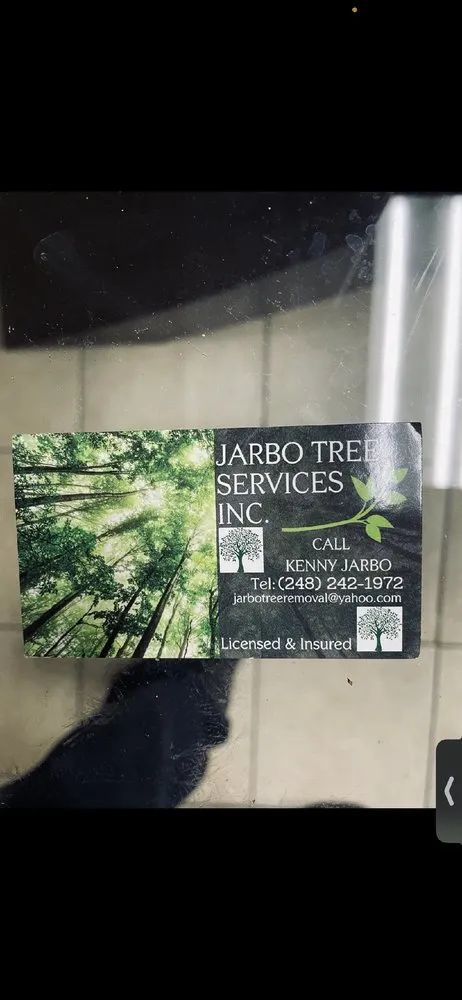 JARBO TREE
SERVICES
INC.
CALL
KENNY JARBO
Tel: (248) 242-1972
jarbotreeremoval@yahoo.com
Licensed & Insured